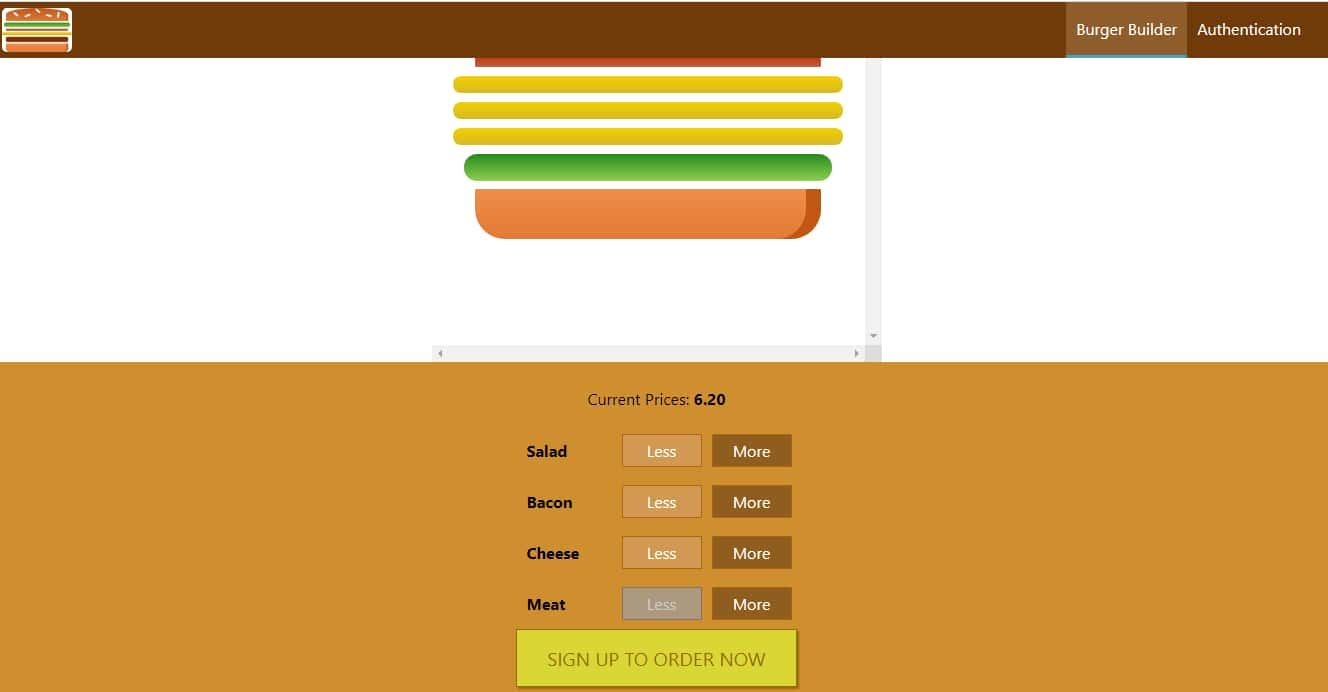 Burger Builder Authentication
Current Prices: 6.20
Salad Less More
Bacon Less More
Cheese Less More
Meat Less More
SIGN UP TO ORDER NOW